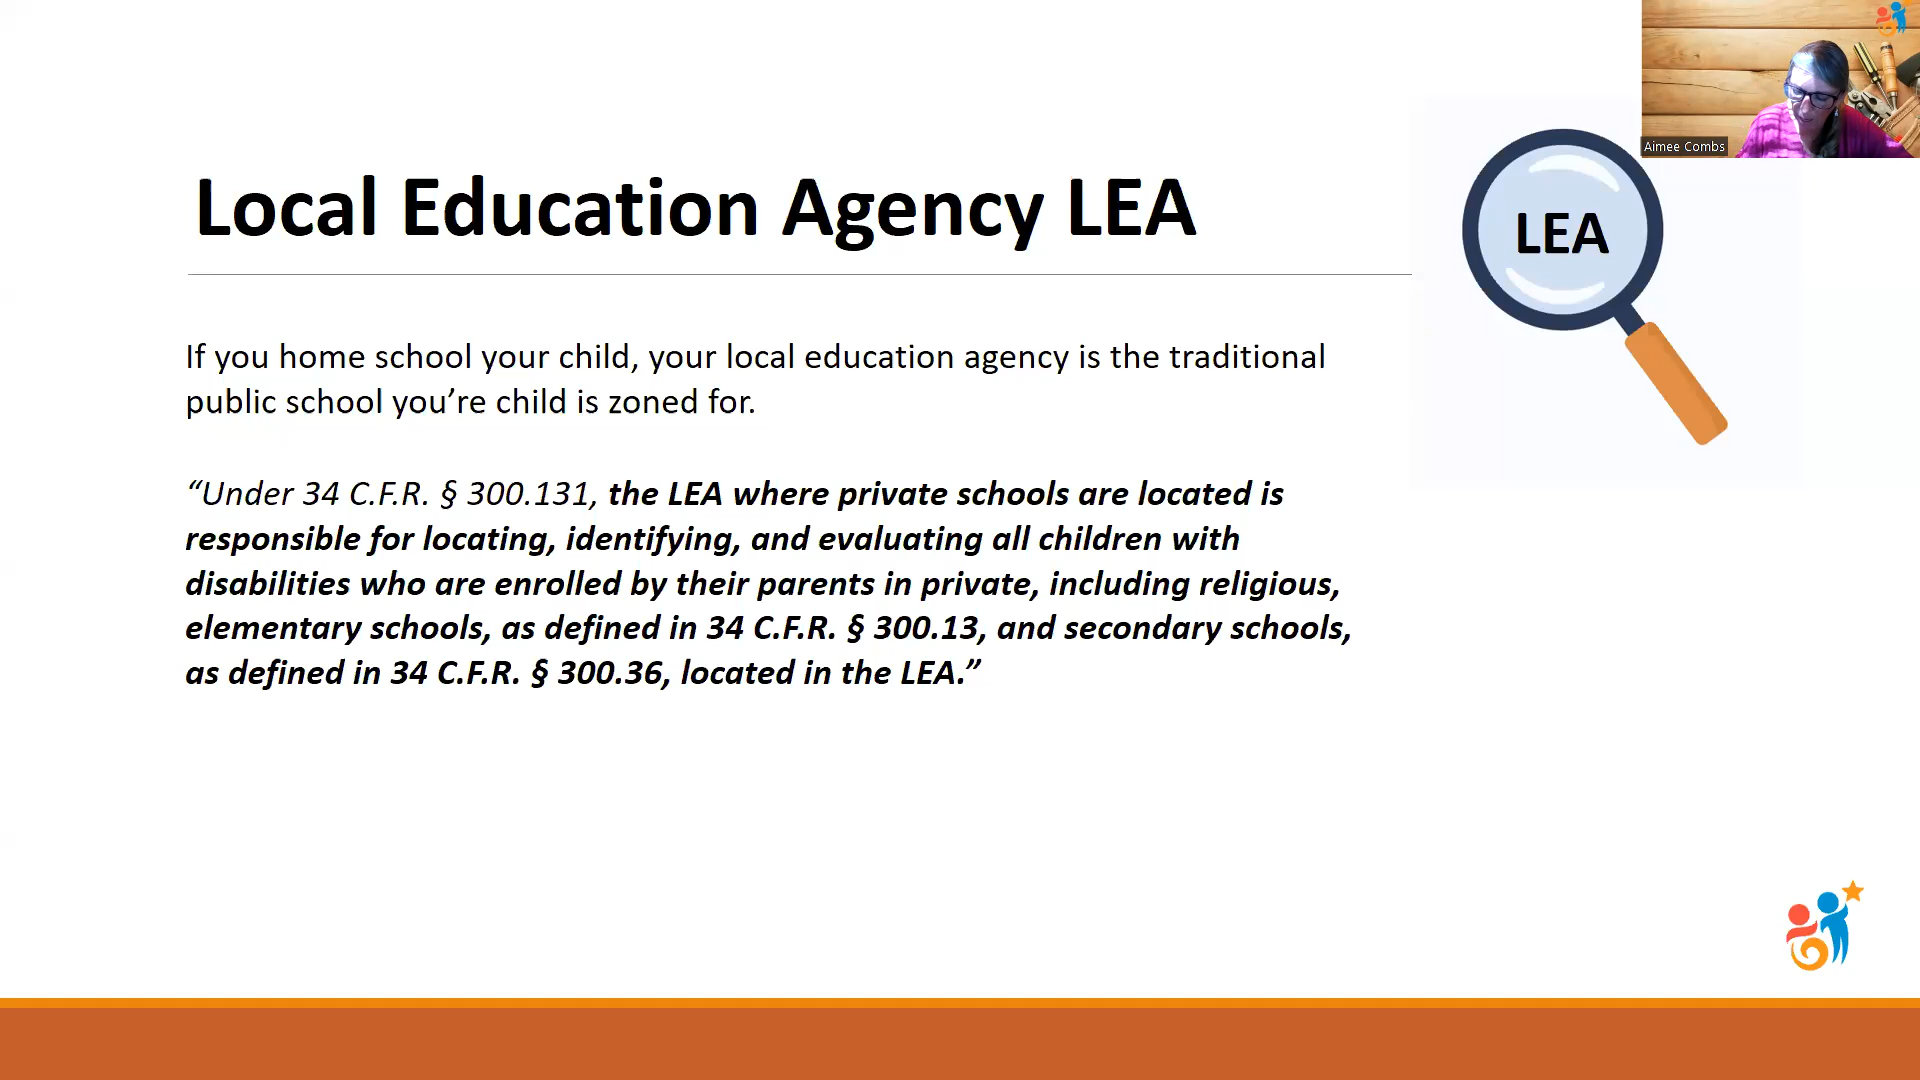 Aimee Combs
Local Education Agency LEA
LEA
If you home school your child, your local education agency is the traditional
public school you’re child is zoned for.
“Under 34 C.F.R. § 300.131, the LEA where private schools are located is
responsible for locating, identifying, and evaluating all children with
disabilities who are enrolled by their parents in private, including religious,
elementary schools, as defined in 34 C.F.R. § 300.13, and secondary schools,
as defined in 34 C.F.R. § 300.36, located in the LEA.”